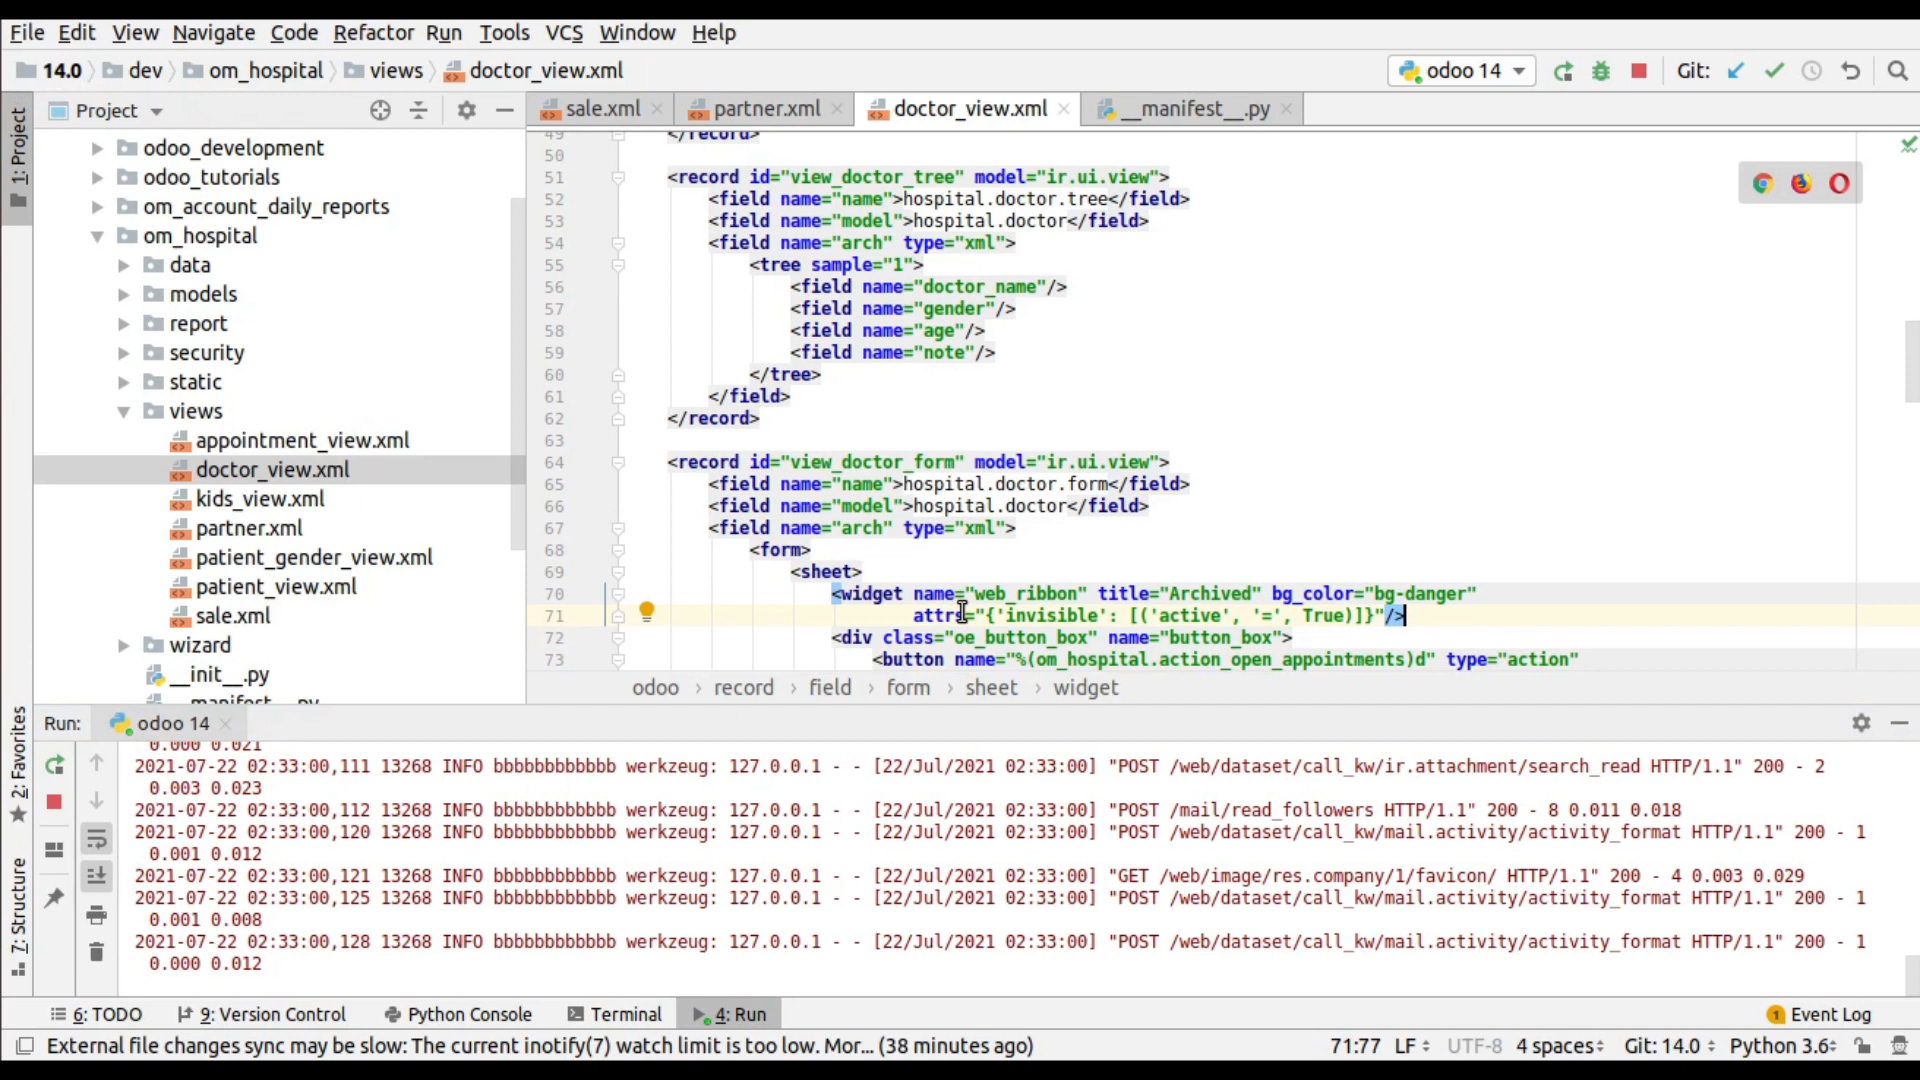 File Edit View Navigate Code Refactor Run Tools VCS Window Help
14.0 dev om_hospital views doctor_view.xml odoo 14 Git:
Project sale.xml partner.xml doctor_view.xml __manifest__.py
1: Project
odoo_development
odoo_tutorials
om_account_daily_reports
om_hospital
data
models
report
security
static
views
appointment_view.xml
doctor_view.xml
kids_view.xml
partner.xml
patient_gender_view.xml
patient_view.xml
sale.xml
wizard
__init__.py
__manifest__.py
49 </record>
50
51 <record id="view_doctor_tree" model="ir.ui.view">
52 <field name="name">hospital.doctor.tree</field>
53 <field name="model">hospital.doctor</field>
54 <field name="arch" type="xml">
55 <tree sample="1">
56 <field name="doctor_name"/>
57 <field name="gender"/>
58 <field name="age"/>
59 <field name="note"/>
60 </tree>
61 </field>
62 </record>
63
64 <record id="view_doctor_form" model="ir.ui.view">
65 <field name="name">hospital.doctor.form</field>
66 <field name="model">hospital.doctor</field>
67 <field name="arch" type="xml">
68 <form>
69 <sheet>
70 <widget name="web_ribbon" title="Archived" bg_color="bg-danger"
71 attrs="{'invisible': [('active', '=', True)]}"/>
72 <div class="oe_button_box" name="button_box">
73 <button name="%(om_hospital.action_open_appointments)d" type="action"
odoo › record › field › form › sheet › widget
Run: odoo 14
2: Favorites
7: Structure
0.000 0.021
2021-07-22 02:33:00,111 13268 INFO bbbbbbbbbbbb werkzeug: 127.0.0.1 - - [22/Jul/2021 02:33:00] "POST /web/dataset/call_kw/ir.attachment/search_read HTTP/1.1" 200 - 2
0.003 0.023
2021-07-22 02:33:00,112 13268 INFO bbbbbbbbbbbb werkzeug: 127.0.0.1 - - [22/Jul/2021 02:33:00] "POST /mail/read_followers HTTP/1.1" 200 - 8 0.011 0.018
2021-07-22 02:33:00,120 13268 INFO bbbbbbbbbbbb werkzeug: 127.0.0.1 - - [22/Jul/2021 02:33:00] "POST /web/dataset/call_kw/mail.activity/activity_format HTTP/1.1" 200 - 1
0.001 0.012
2021-07-22 02:33:00,121 13268 INFO bbbbbbbbbbbb werkzeug: 127.0.0.1 - - [22/Jul/2021 02:33:00] "GET /web/image/res.company/1/favicon/ HTTP/1.1" 200 - 4 0.003 0.029
2021-07-22 02:33:00,125 13268 INFO bbbbbbbbbbbb werkzeug: 127.0.0.1 - - [22/Jul/2021 02:33:00] "POST /web/dataset/call_kw/mail.activity/activity_format HTTP/1.1" 200 - 1
0.001 0.008
2021-07-22 02:33:00,128 13268 INFO bbbbbbbbbbbb werkzeug: 127.0.0.1 - - [22/Jul/2021 02:33:00] "POST /web/dataset/call_kw/mail.activity/activity_format HTTP/1.1" 200 - 1
0.000 0.012
6: TODO 9: Version Control Python Console Terminal 4: Run 1 Event Log
External file changes sync may be slow: The current inotify(7) watch limit is too low. Mor... (38 minutes ago) 71:77 LF UTF-8 4 spaces Git: 14.0 Python 3.6